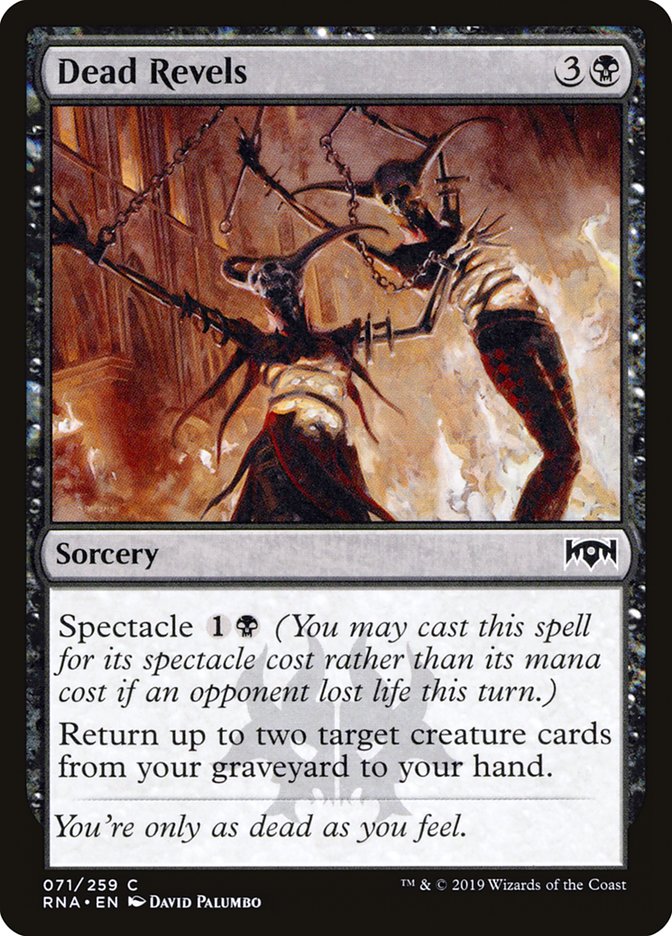 Dead Revels 3
Sorcery
Spectacle 1 (You may cast this spell
for its spectacle cost rather than its mana
cost if an opponent lost life this turn.)
Return up to two target creature cards
from your graveyard to your hand.
You're only as dead as you feel.
071/259 C
RNA • EN DAVID PALUMBO
™ & © 2019 Wizards of the Coast